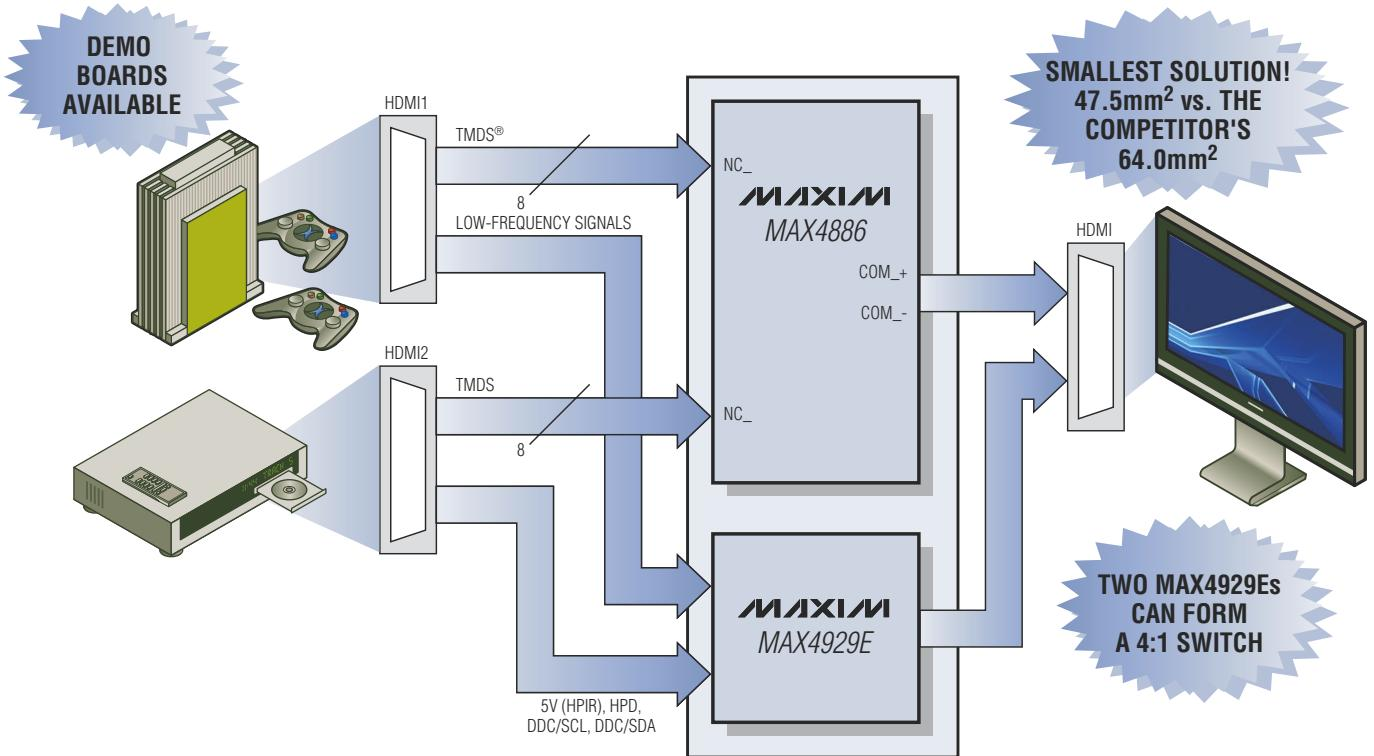 DEMO
BOARDS
AVAILABLE
SMALLEST SOLUTION!
47.5mm² vs. THE
COMPETITOR'S
64.0mm²
HDMI1
TMDS®
8
LOW-FREQUENCY SIGNALS
NC_
MAXIM
MAX4886
COM_+
COM_-
HDMI
HDMI2
TMDS
8
NC_
MAXIM
MAX4929E
5V (HPIR), HPD,
DDC/SCL, DDC/SDA
TWO MAX4929Es
CAN FORM
A 4:1 SWITCH